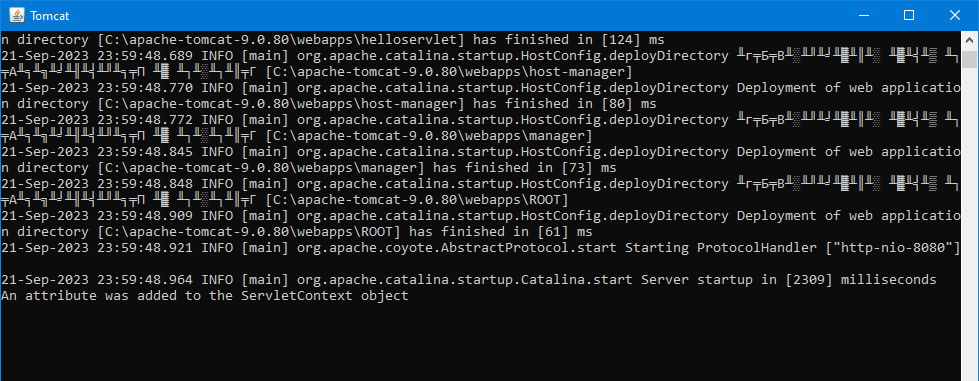 Tomcat
n directory [C:\apache-tomcat-9.0.80\webapps\helloservlet] has finished in [124] ms
21-Sep-2023 23:59:48.689 INFO [main] org.apache.catalina.startup.HostConfig.deployDirectory
[C:\apache-tomcat-9.0.80\webapps\host-manager]
21-Sep-2023 23:59:48.770 INFO [main] org.apache.catalina.startup.HostConfig.deployDirectory Deployment of web applicatio
n directory [C:\apache-tomcat-9.0.80\webapps\host-manager] has finished in [80] ms
21-Sep-2023 23:59:48.772 INFO [main] org.apache.catalina.startup.HostConfig.deployDirectory
[C:\apache-tomcat-9.0.80\webapps\manager]
21-Sep-2023 23:59:48.845 INFO [main] org.apache.catalina.startup.HostConfig.deployDirectory Deployment of web applicatio
n directory [C:\apache-tomcat-9.0.80\webapps\manager] has finished in [73] ms
21-Sep-2023 23:59:48.848 INFO [main] org.apache.catalina.startup.HostConfig.deployDirectory
[C:\apache-tomcat-9.0.80\webapps\ROOT]
21-Sep-2023 23:59:48.909 INFO [main] org.apache.catalina.startup.HostConfig.deployDirectory Deployment of web applicatio
n directory [C:\apache-tomcat-9.0.80\webapps\ROOT] has finished in [61] ms
21-Sep-2023 23:59:48.921 INFO [main] org.apache.coyote.AbstractProtocol.start Starting ProtocolHandler ["http-nio-8080"]
21-Sep-2023 23:59:48.964 INFO [main] org.apache.catalina.startup.Catalina.start Server startup in [2309] milliseconds
An attribute was added to the ServletContext object